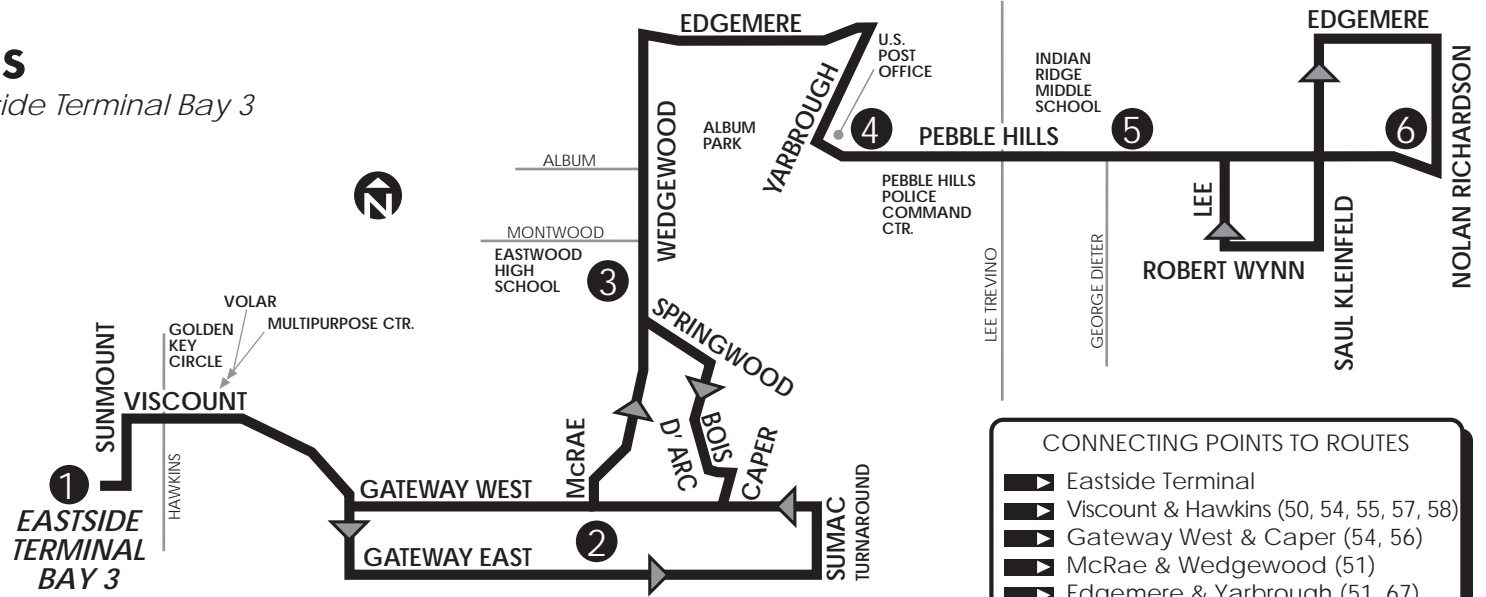 s
ide Terminal Bay 3
EDGEMERE
U.S.
POST
OFFICE
YARBROUGH
ALBUM
PARK
WEDGEWOOD
ALBUM
MONTWOOD
EASTWOOD
HIGH
SCHOOL
3
N
4
PEBBLE HILLS
PEBBLE HILLS
POLICE
COMMAND
CTR.
INDIAN
RIDGE
MIDDLE
SCHOOL
5
LEE TREVINO
GEORGE DIETER
EDGEMERE
NOLAN RICHARDSON
6
LEE
ROBERT WYNN
SAUL KLEINFELD
SPRINGWOOD
VOLAR
MULTIPURPOSE CTR.
GOLDEN
KEY
CIRCLE
SUNMOUNT
VISCOUNT
HAWKINS
1
EASTSIDE
TERMINAL
BAY 3
McRAE
D' ARC
BOIS
CAPER
GATEWAY WEST
2
GATEWAY EAST
SUMAC
TURNAROUND
CONNECTING POINTS TO ROUTES
Eastside Terminal
Viscount & Hawkins (50, 54, 55, 57, 58)
Gateway West & Caper (54, 56)
McRae & Wedgewood (51)
Edgemere & Yarbrough (51, 67)